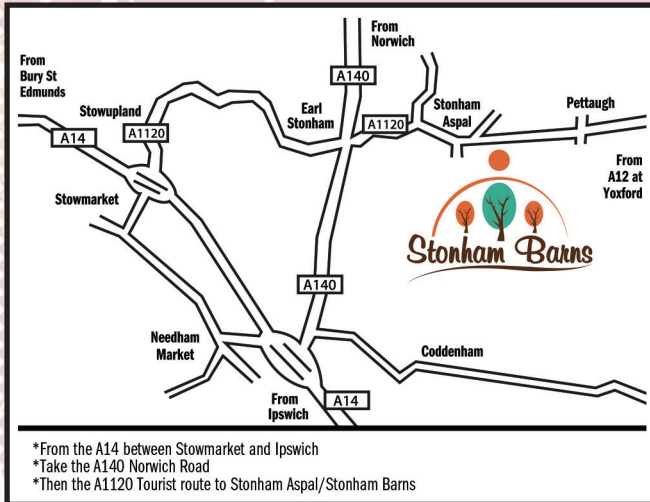 From
Norwich
From
Bury St
Edmunds
A140
Stowupland
Earl
Stonham
Stonham
Aspal
Pettaugh
A1120
A14
A1120
From
A12 at
Yoxford
Stowmarket
Stonham Barns
A140
Needham
Market
Coddenham
From
Ipswich
A14
*From the A14 between Stowmarket and Ipswich
*Take the A140 Norwich Road
*Then the A1120 Tourist route to Stonham Aspal/Stonham Barns